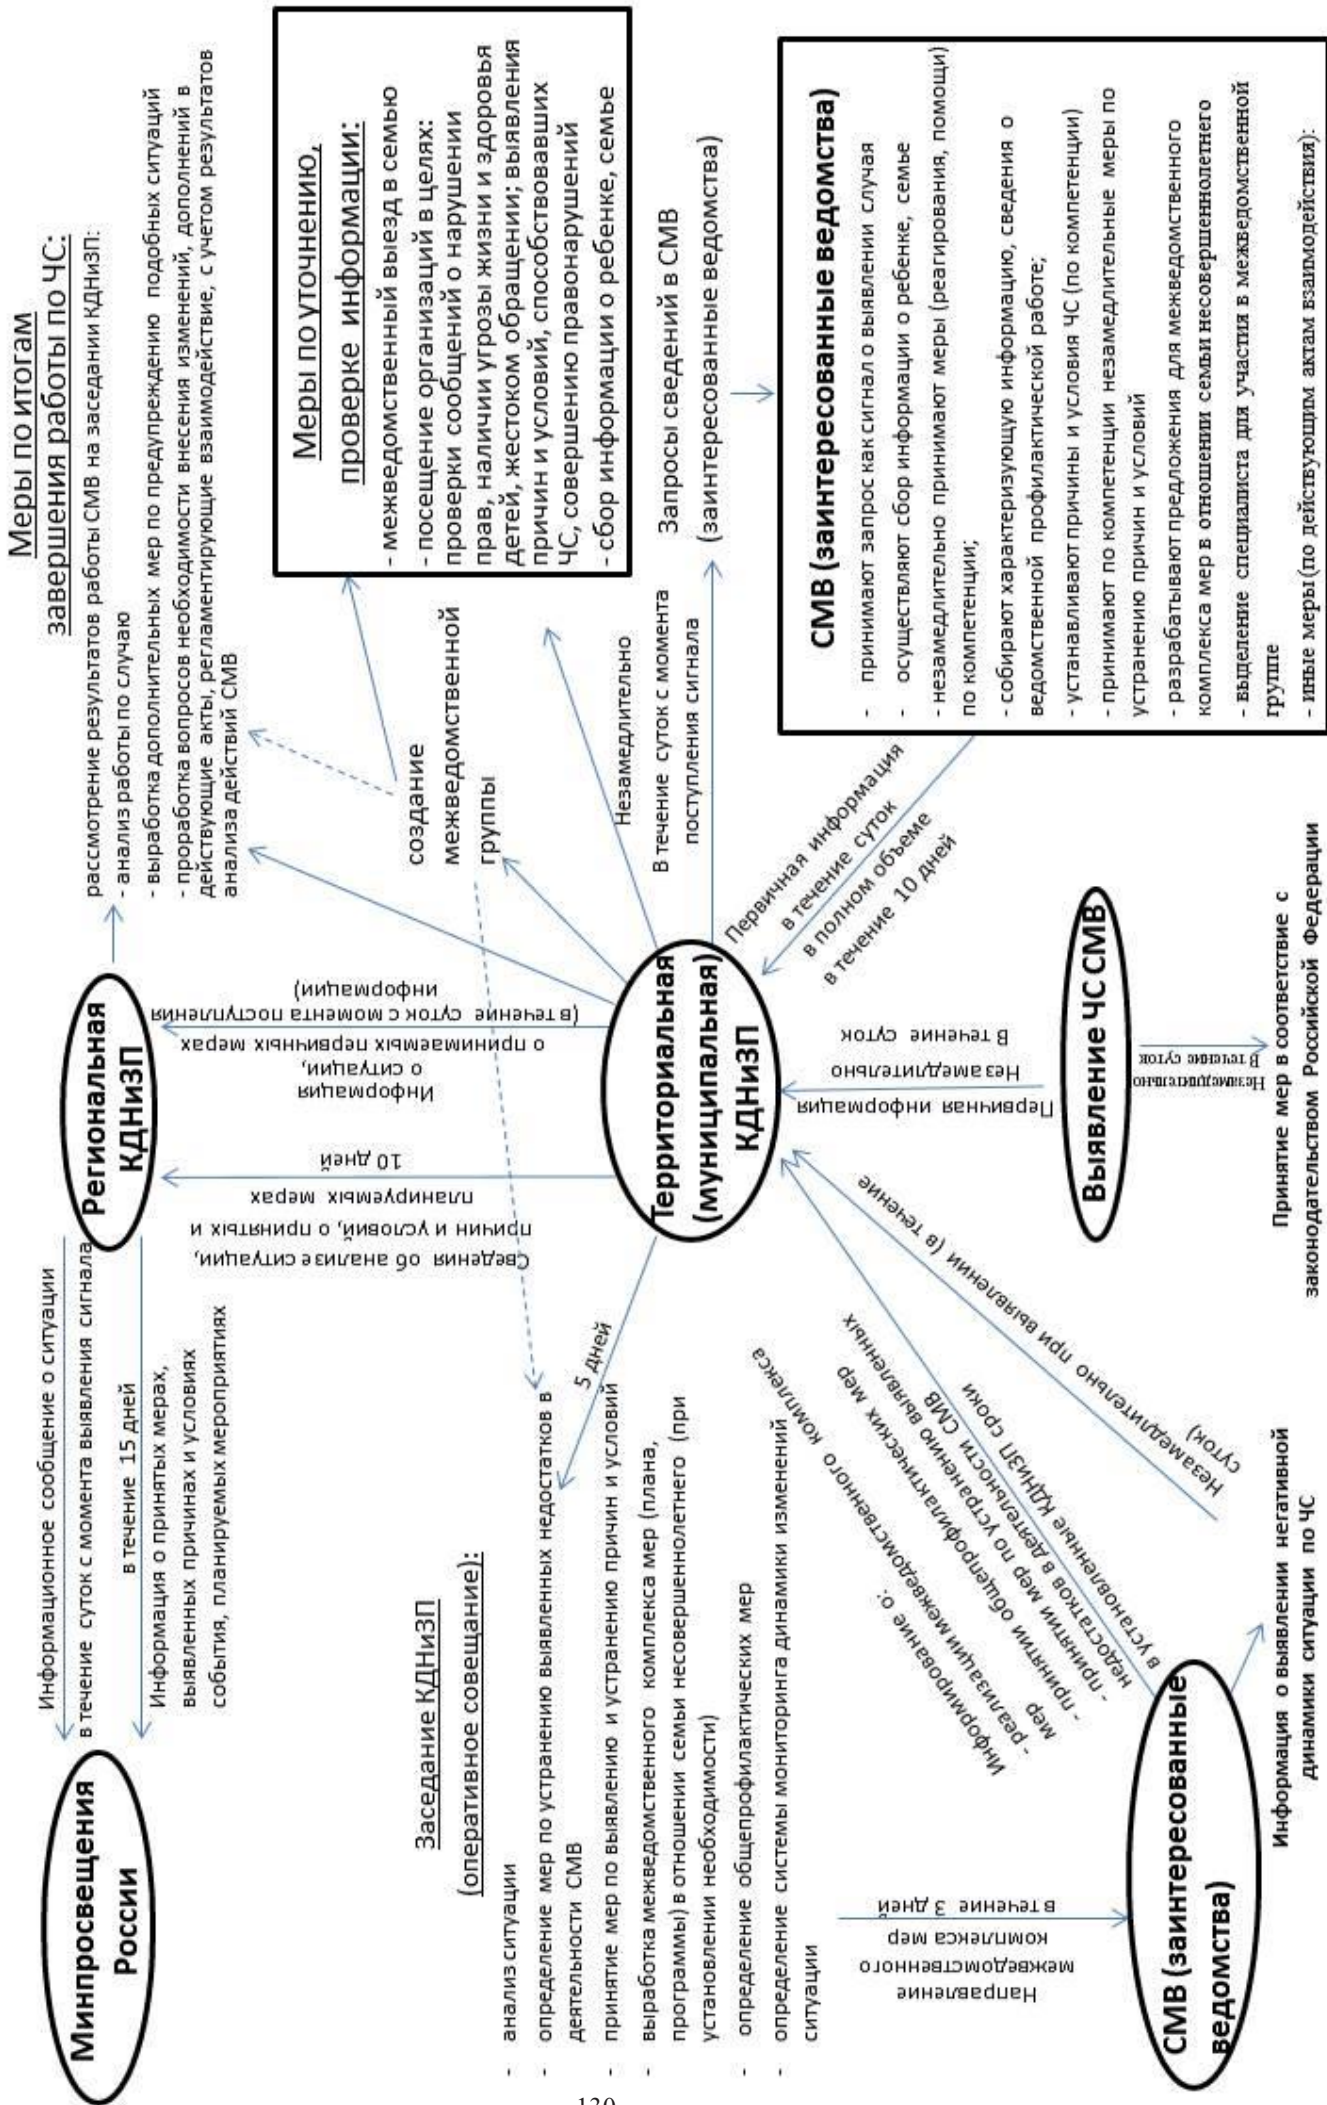 Минпросвещения
России
Информационное сообщение о ситуации
в течение суток с момента выявления сигнала
в течение 15 дней
Информация о принятых мерах,
выявленных причинах и условиях
события, планируемых мероприятиях
Региональная
КДНиЗП
Меры по итогам
завершения работы по ЧС:
рассмотрение результатов работы СМВ на заседании КДНиЗП:
- анализ работы по случаю
- выработка дополнительных мер по предупреждению подобных ситуаций
- проработка вопросов необходимости внесения изменений, дополнений в
действующие акты, регламентирующие взаимодействие, с учетом результатов
анализа действий СМВ
Сведения об анализе ситуации,
причин и условий, о принятых и
планируемых мерах
10 дней
Информация
о ситуации,
о принимаемых первичных мерах
(в течение суток с момента поступления
информации)
создание
межведомственной
группы
Меры по уточнению,
проверке информации:
- межведомственный выезд в семью
- посещение организаций в целях:
проверки сообщений о нарушении
прав, наличии угрозы жизни и здоровья
детей, жестоком обращении; выявления
причин и условий, способствовавших
ЧС, совершению правонарушений
- сбор информации о ребенке, семье
Заседание КДНиЗП
(оперативное совещание):
- анализ ситуации
- определение мер по устранению выявленных недостатков в
деятельности СМВ
- принятие мер по выявлению и устранению причин и условий
- выработка межведомственного комплекса мер (плана,
программы) в отношении семьи несовершеннолетнего (при
установлении необходимости)
- определение общепрофилактических мер
- определение системы мониторинга динамики изменений
ситуации
5 дней
Территориальная
(муниципальная)
КДНиЗП
Незамедлительно
В течение суток с момента
поступления сигнала
Запросы сведений в СМВ
(заинтересованные ведомства)
Первичная информация
в течение суток
в полном объеме
в течение 10 дней
СМВ (заинтересованные ведомства)
- принимают запрос как сигнал о выявлении случая
- осуществляют сбор информации о ребенке, семье
- незамедлительно принимают меры (реагирования, помощи)
по компетенции;
- собирают характеризующую информацию, сведения о
ведомственной профилактической работе;
- устанавливают причины и условия ЧС (по компетенции)
- принимают по компетенции незамедлительные меры по
устранению причин и условий
- разрабатывают предложения для межведомственного
комплекса мер в отношении семьи несовершеннолетнего
- выделение специалиста для участия в межведомственной
группе
- иные меры (по действующим актам взаимодействия):
Направление
межведомственного
комплекса мер
в течение 3 дней
СМВ (заинтересованные
ведомства)
Информирование о:
- реализации межведомственного комплекса
мер
- принятии общепрофилактических мер
- принятии мер по устранению выявленных
недостатков в деятельности СМВ
в установленные КДНиЗП сроки
Незамедлительно при выявлении (в течение
суток)
Информация о выявлении негативной
динамики ситуации по ЧС
Первичная информация
Незамедлительно
В течение суток
Выявление ЧС СМВ
Незамедлительно
В течение суток
Принятие мер в соответствие с
законодательством Российской Федерации
130